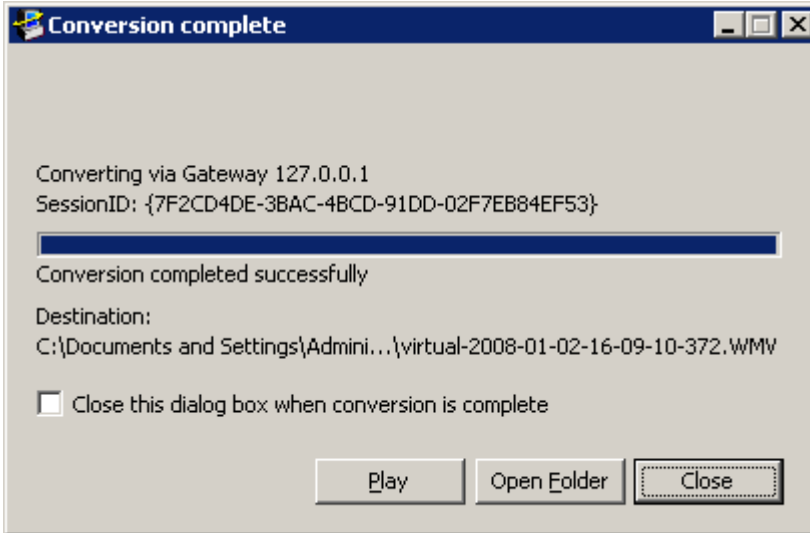 Conversion complete
Converting via Gateway 127.0.0.1
SessionID: {7F2CD4DE-3BAC-4BCD-91DD-02F7EB84EF53}
Conversion completed successfully
Destination:
C:\Documents and Settings\Admini...\virtual-2008-01-02-16-09-10-372.WMV
Close this dialog box when conversion is complete
Play Open Folder Close